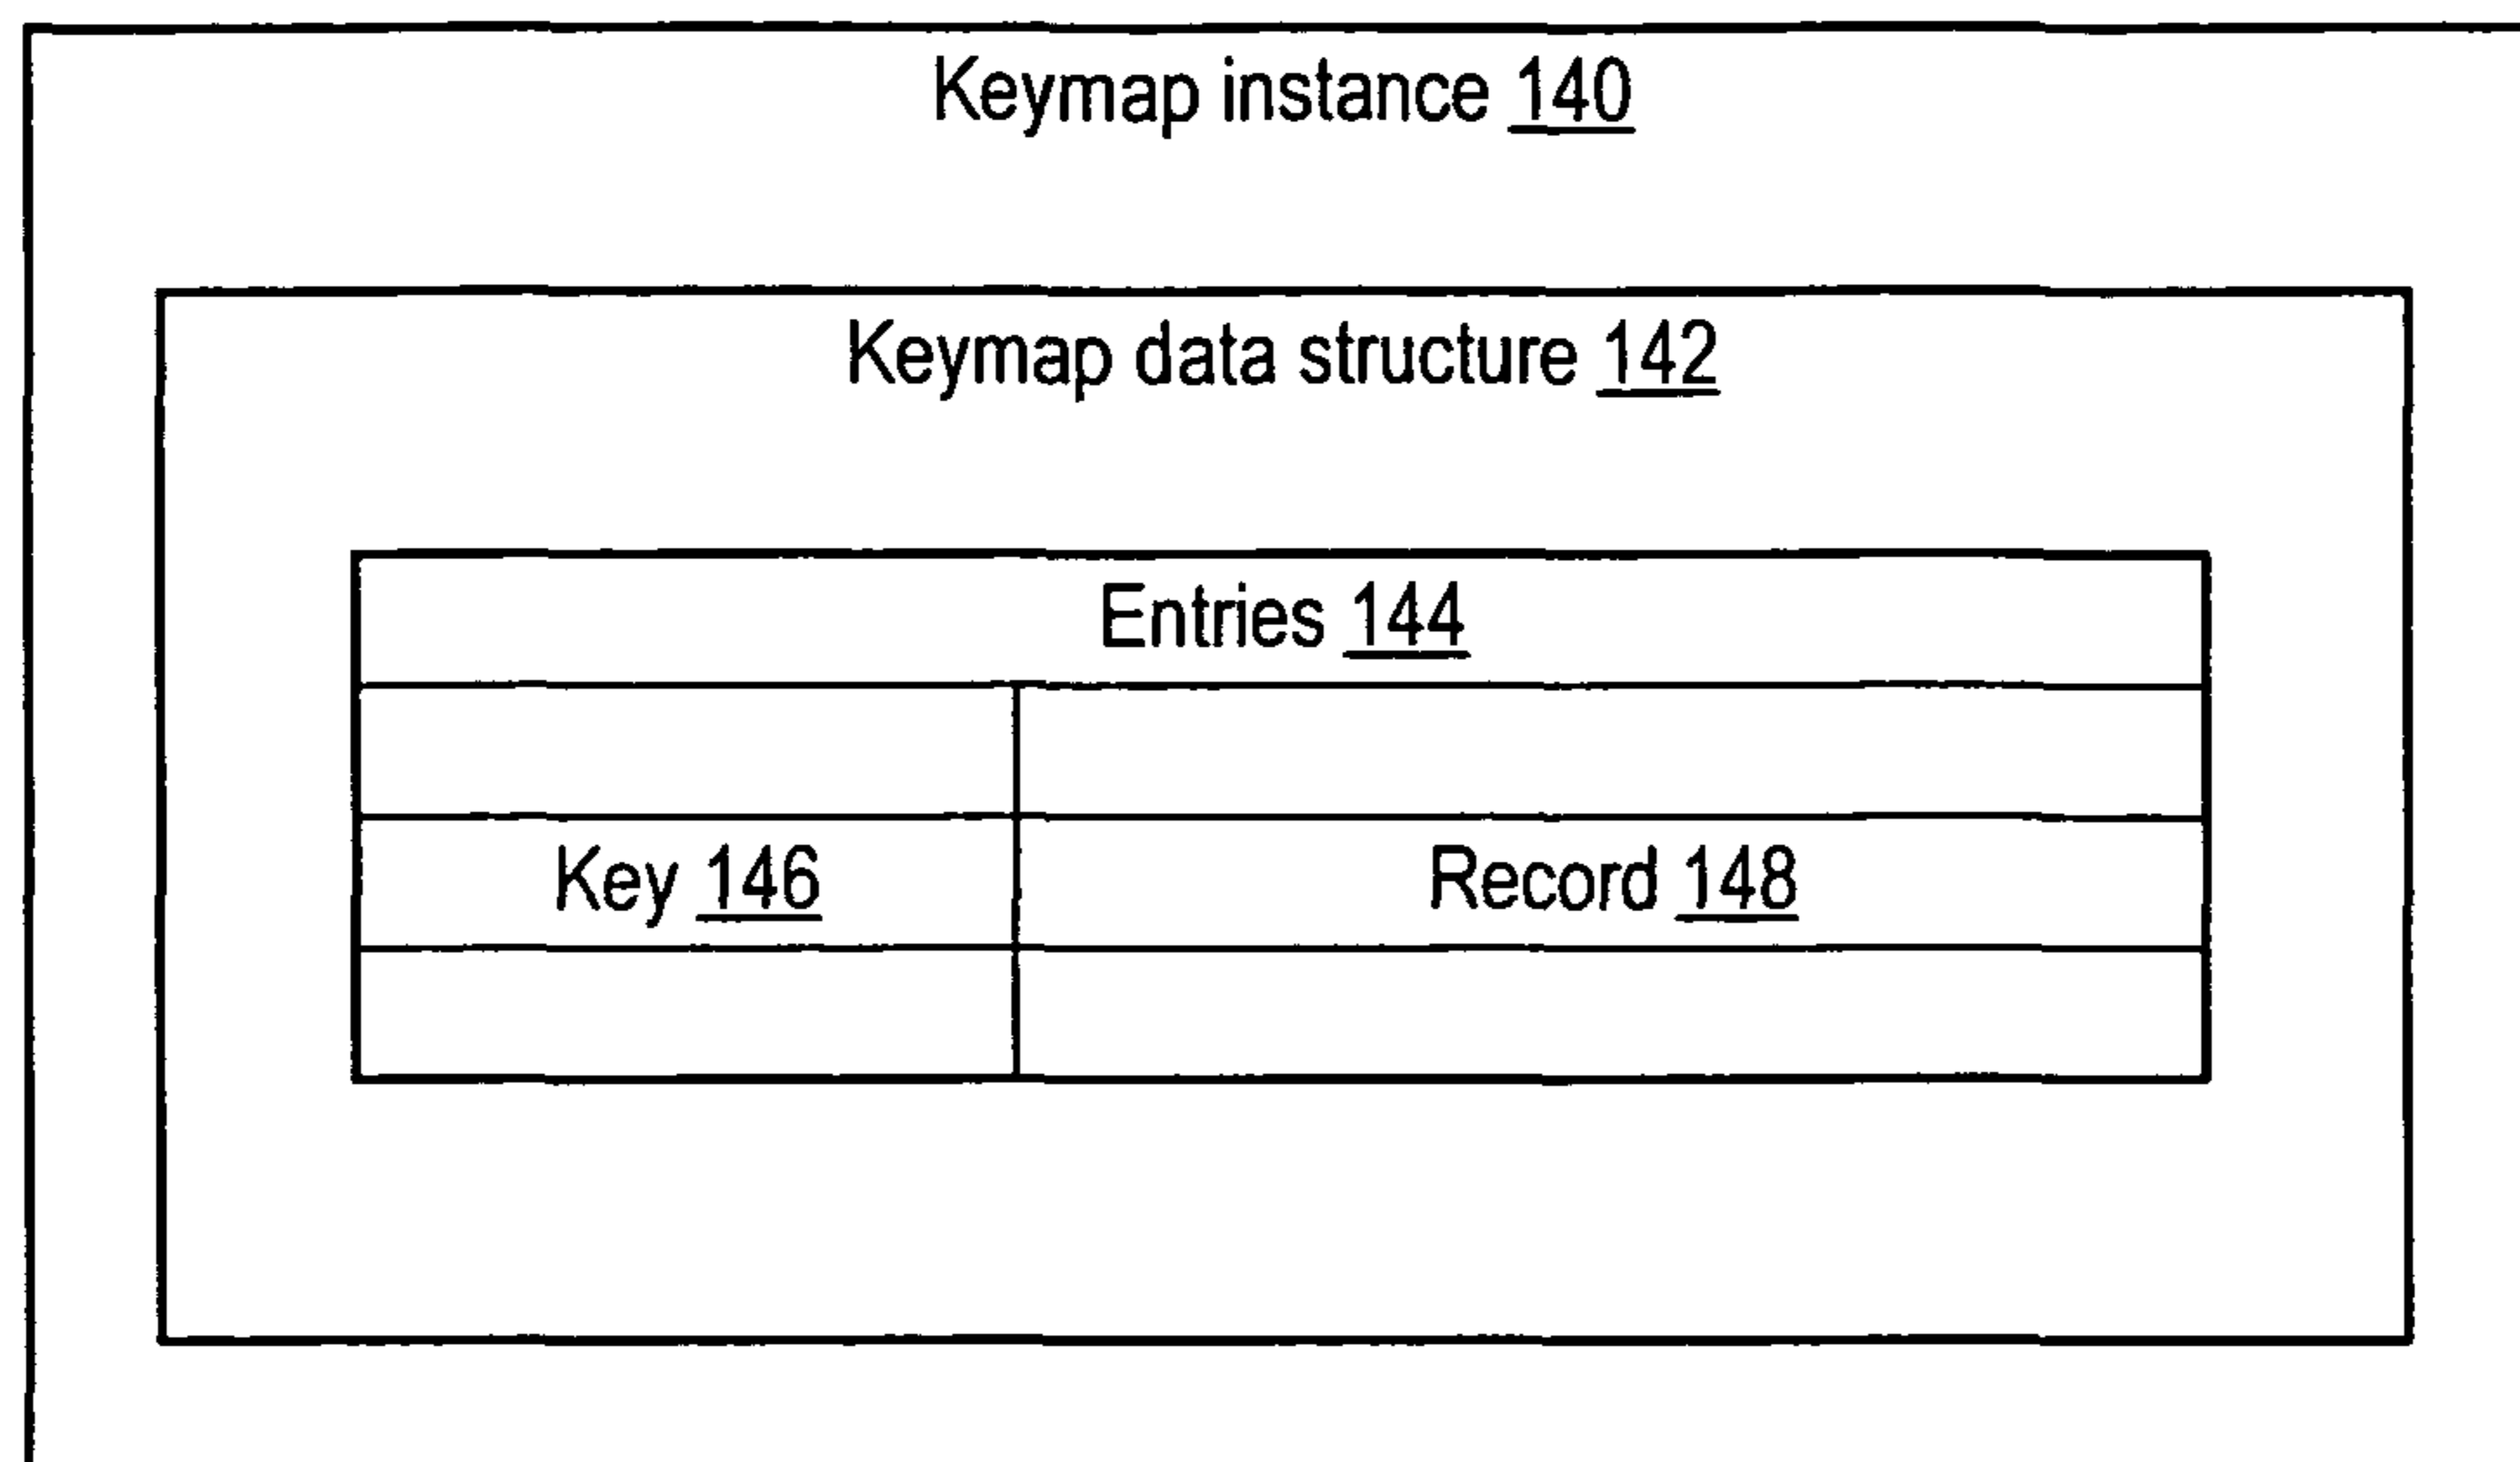 Keymap instance 140
Keymap data structure 142
Entries 144
Key 146
Record 148